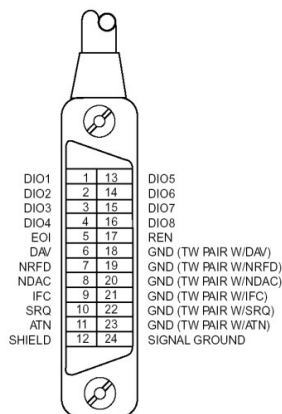 DIO1 1 13 DIO5
DIO2 2 14 DIO6
DIO3 3 15 DIO7
DIO4 4 16 DIO8
EOI 5 17 REN
DAV 6 18 GND (TW PAIR W/DAV)
NRFD 7 19 GND (TW PAIR W/NRFD)
NDAC 8 20 GND (TW PAIR W/NDAC)
IFC 9 21 GND (TW PAIR W/IFC)
SRQ 10 22 GND (TW PAIR W/SRQ)
ATN 11 23 GND (TW PAIR W/ATN)
SHIELD 12 24 SIGNAL GROUND